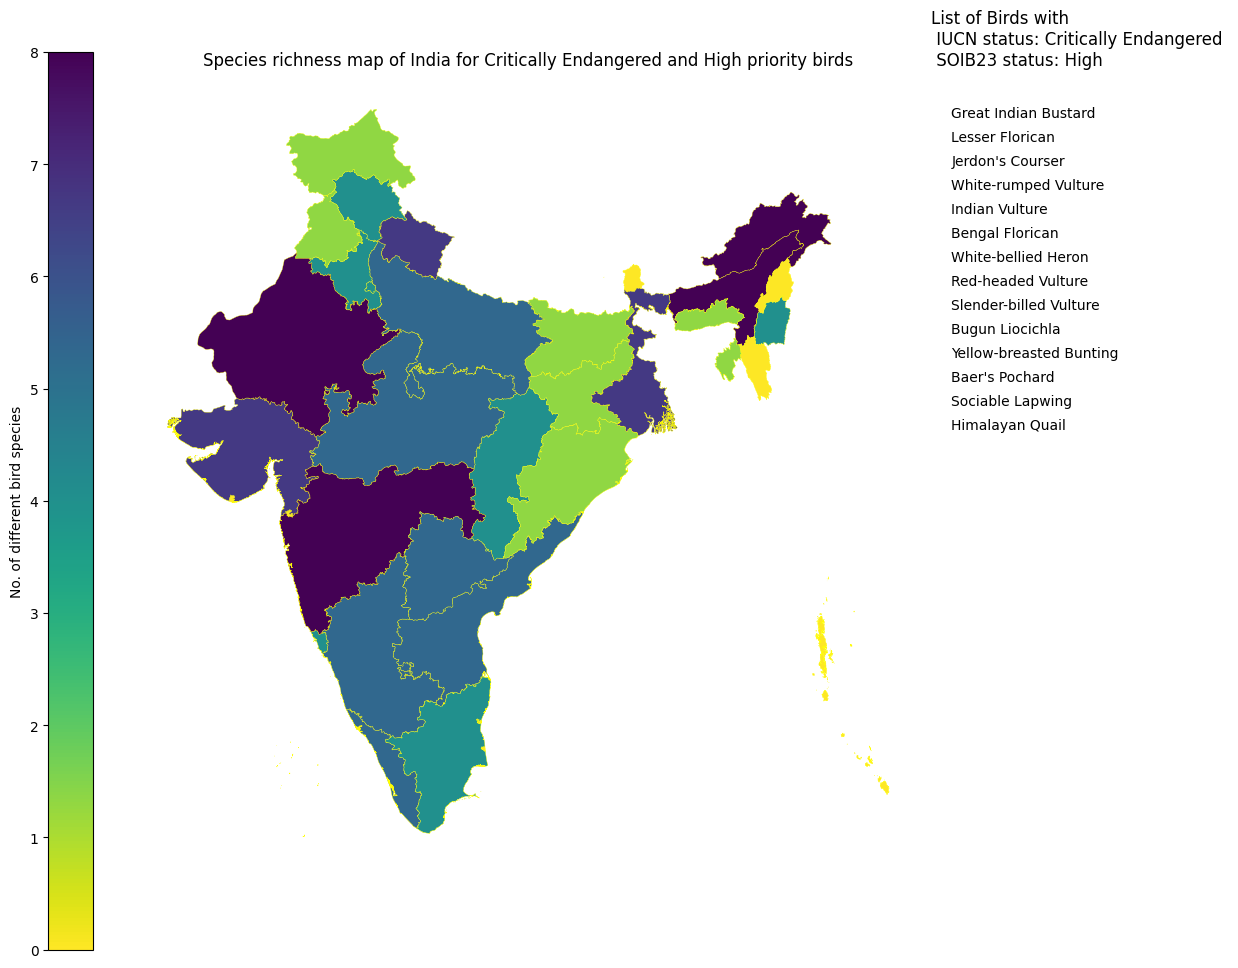 List of Birds with
IUCN status: Critically Endangered
SOIB23 status: High
Species richness map of India for Critically Endangered and High priority birds
8
7
6
5
4
3
2
1
0
No. of different bird species
Great Indian Bustard
Lesser Florican
Jerdon's Courser
White-rumped Vulture
Indian Vulture
Bengal Florican
White-bellied Heron
Red-headed Vulture
Slender-billed Vulture
Bugun Liocichla
Yellow-breasted Bunting
Baer's Pochard
Sociable Lapwing
Himalayan Quail